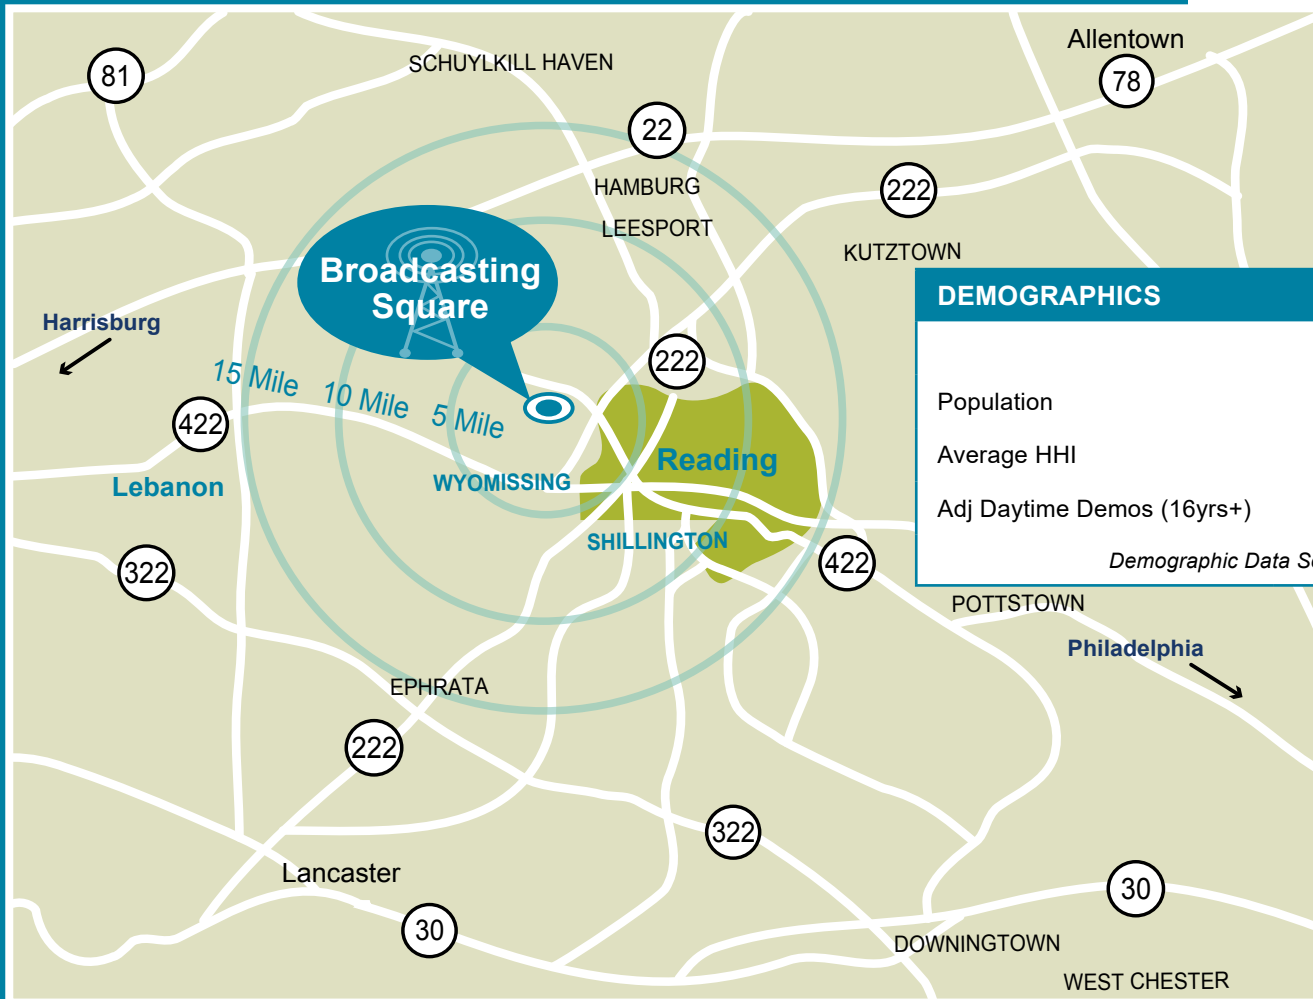 Allentown
SCHUYLKILL HAVEN
81
78
22
HAMBURG
222
LEESPORT
KUTZTOWN
Broadcasting
Square
DEMOGRAPHICS
Harrisburg
222
15 Mile
10 Mile
5 Mile
Population
422
Reading
Average HHI
WYOMISSING
Lebanon
Adj Daytime Demos (16yrs+)
SHILLINGTON
Demographic Data
322
422
POTTSTOWN
Philadelphia
EPHRATA
222
322
Lancaster
30
30
DOWNINGTOWN
WEST CHESTER